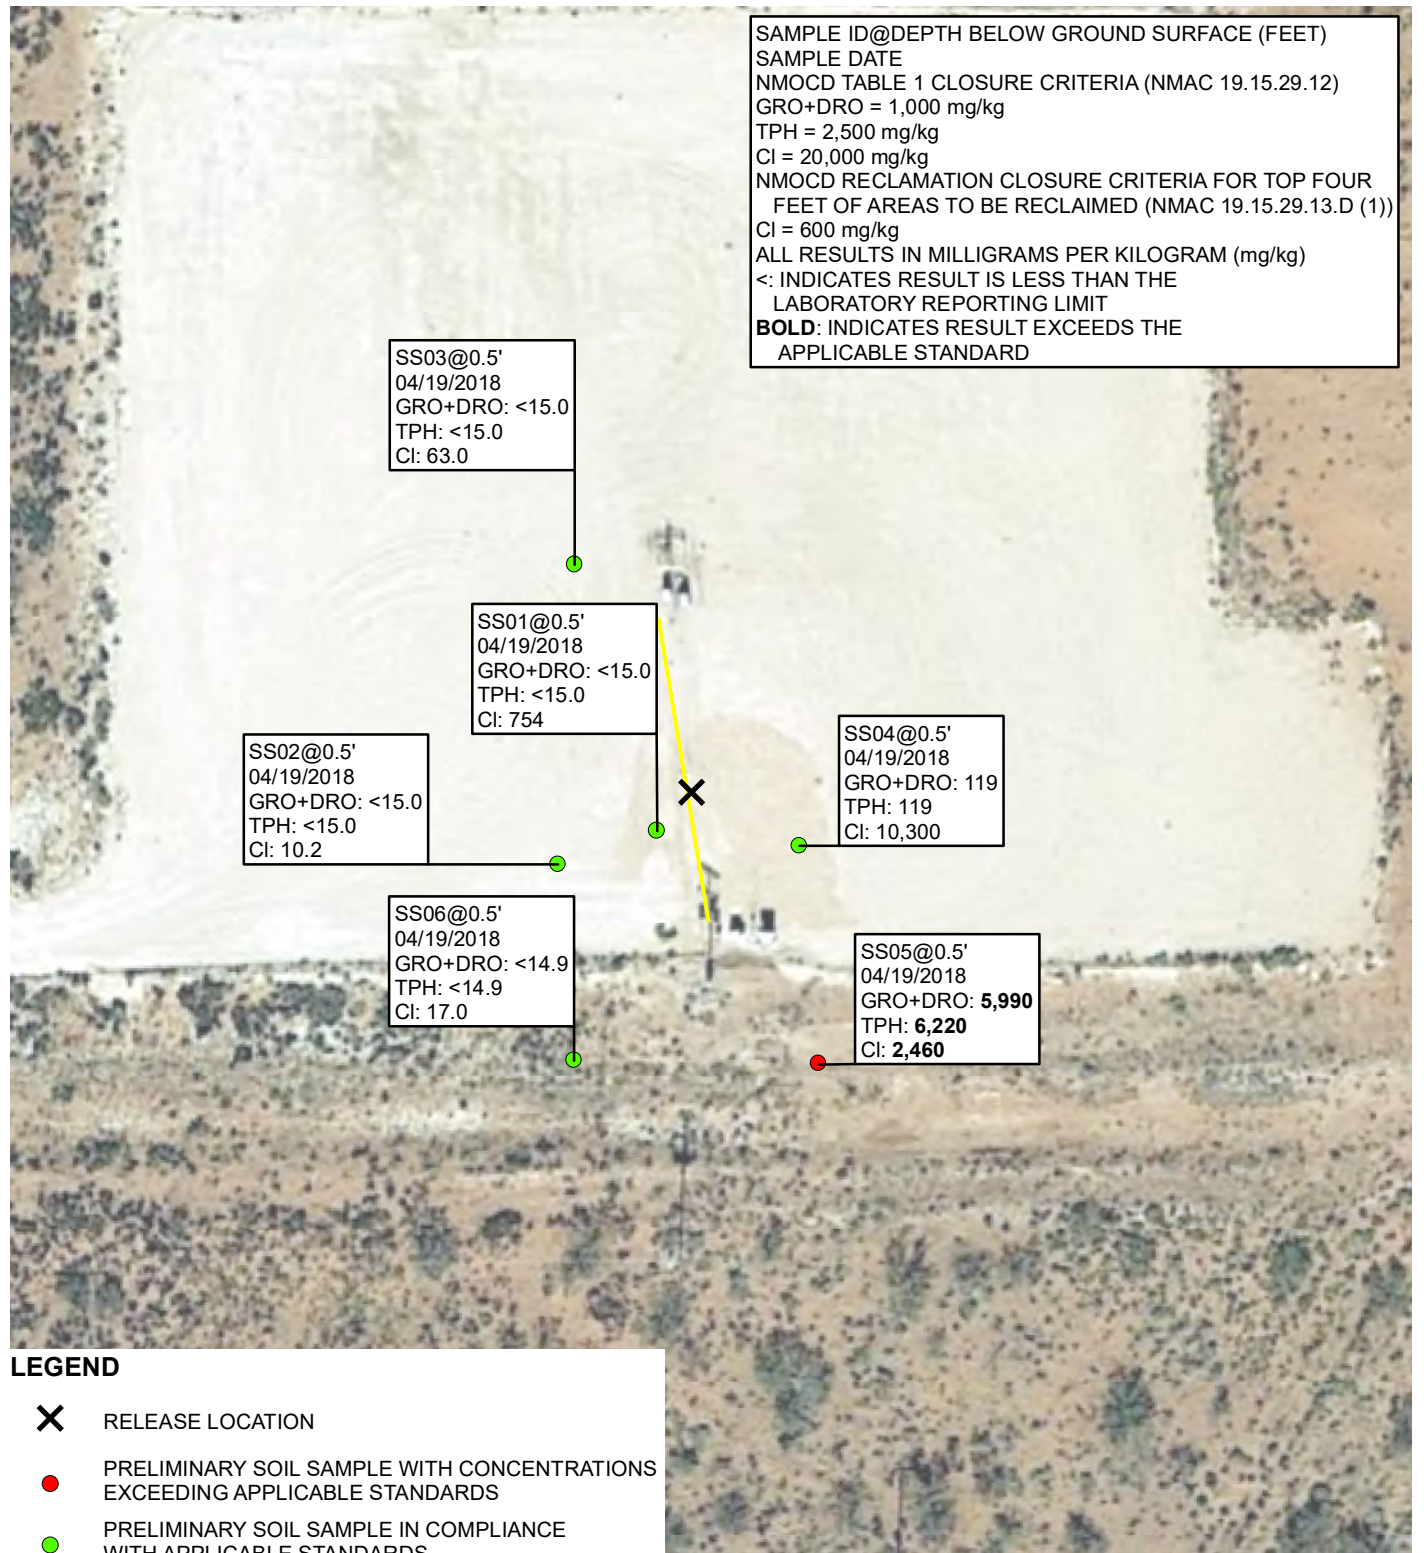 SAMPLE ID@DEPTH BELOW GROUND SURFACE (FEET)
SAMPLE DATE
NMOCD TABLE 1 CLOSURE CRITERIA (NMAC 19.15.29.12)
GRO+DRO = 1,000 mg/kg
TPH = 2,500 mg/kg
Cl = 20,000 mg/kg
NMOCD RECLAMATION CLOSURE CRITERIA FOR TOP FOUR
FEET OF AREAS TO BE RECLAIMED (NMAC 19.15.29.13.D (1))
Cl = 600 mg/kg
ALL RESULTS IN MILLIGRAMS PER KILOGRAM (mg/kg)
<: INDICATES RESULT IS LESS THAN THE
LABORATORY REPORTING LIMIT
BOLD: INDICATES RESULT EXCEEDS THE
APPLICABLE STANDARD
SS03@0.5'
04/19/2018
GRO+DRO: <15.0
TPH: <15.0
Cl: 63.0
SS01@0.5'
04/19/2018
GRO+DRO: <15.0
TPH: <15.0
Cl: 754
SS02@0.5'
04/19/2018
GRO+DRO: <15.0
TPH: <15.0
Cl: 10.2
SS04@0.5'
04/19/2018
GRO+DRO: 119
TPH: 119
Cl: 10,300
SS06@0.5'
04/19/2018
GRO+DRO: <14.9
TPH: <14.9
Cl: 17.0
SS05@0.5'
04/19/2018
GRO+DRO: 5,990
TPH: 6,220
Cl: 2,460
LEGEND
RELEASE LOCATION
PRELIMINARY SOIL SAMPLE WITH CONCENTRATIONS
EXCEEDING APPLICABLE STANDARDS
PRELIMINARY SOIL SAMPLE IN COMPLIANCE
WITH APPLICABLE STANDARDS